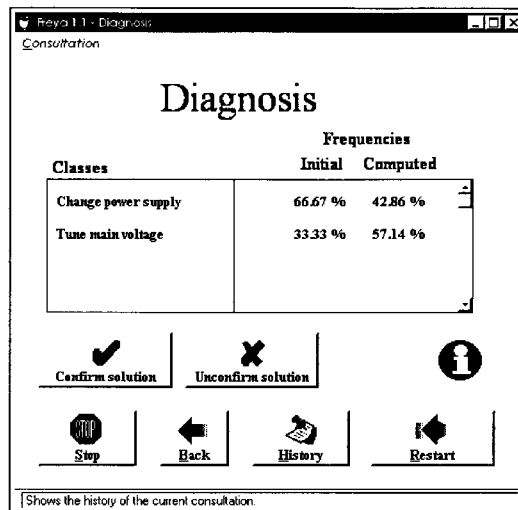 Freya 1.1 - Diagnosis
Consultation
Diagnosis
Frequencies
Classes Initial Computed
Change power supply 66.67 % 42.86 %
Tune main voltage 33.33 % 57.14 %
Confirm solution Unconfirm solution
STOP
Stop Back History Restart
Shows the history of the current consultation.